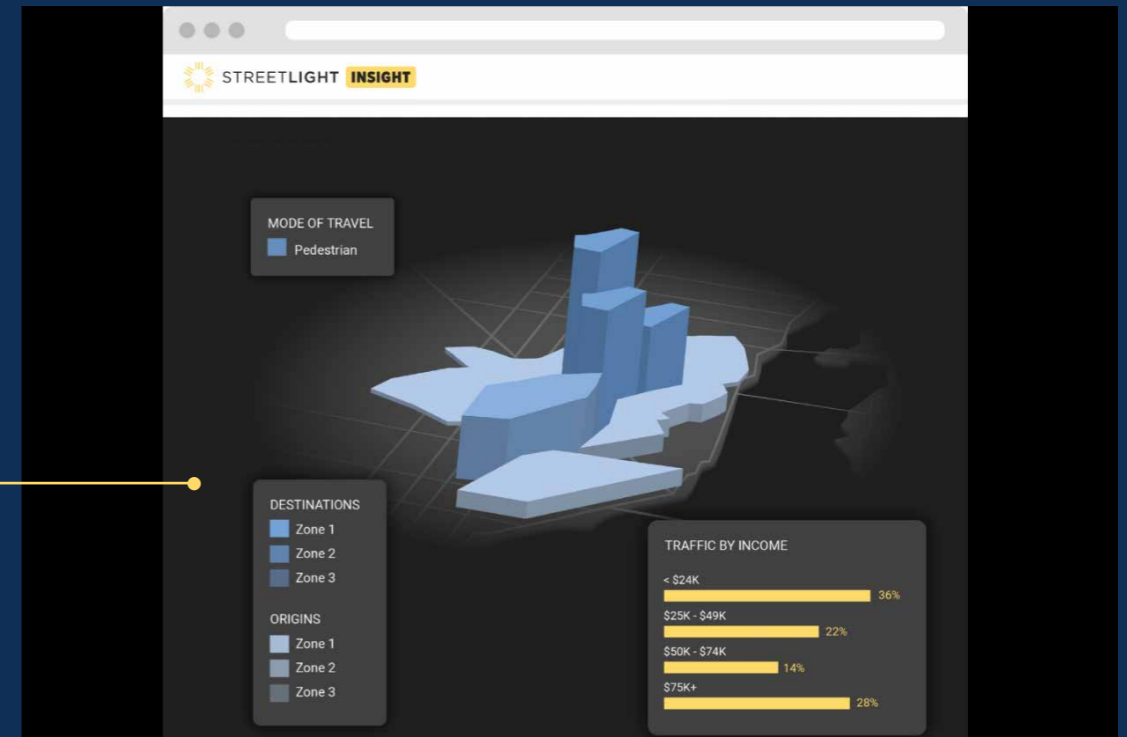 STREETLIGHT INSIGHT
MODE OF TRAVEL
Pedestrian
DESTINATIONS
Zone 1
Zone 2
Zone 3
ORIGINS
Zone 1
Zone 2
Zone 3
TRAFFIC BY INCOME
< $24K
36%
$25K - $49K
22%
$50K - $74K
14%
$75K+
28%